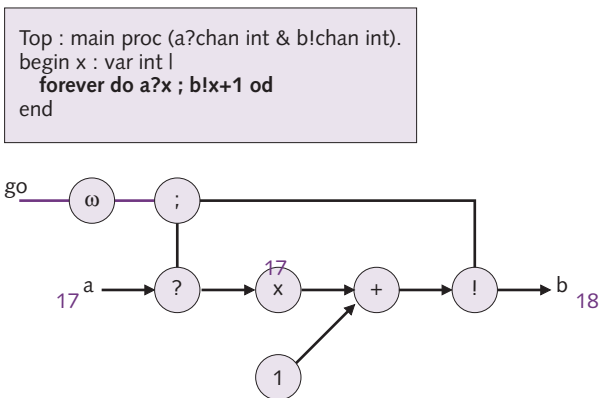 Top : main proc (a?chan int & b!chan int).
begin x : var int |
forever do a?x ; b!x+1 od
end
go
ω
;
17
17 a
?
x
+
!
b 18
1